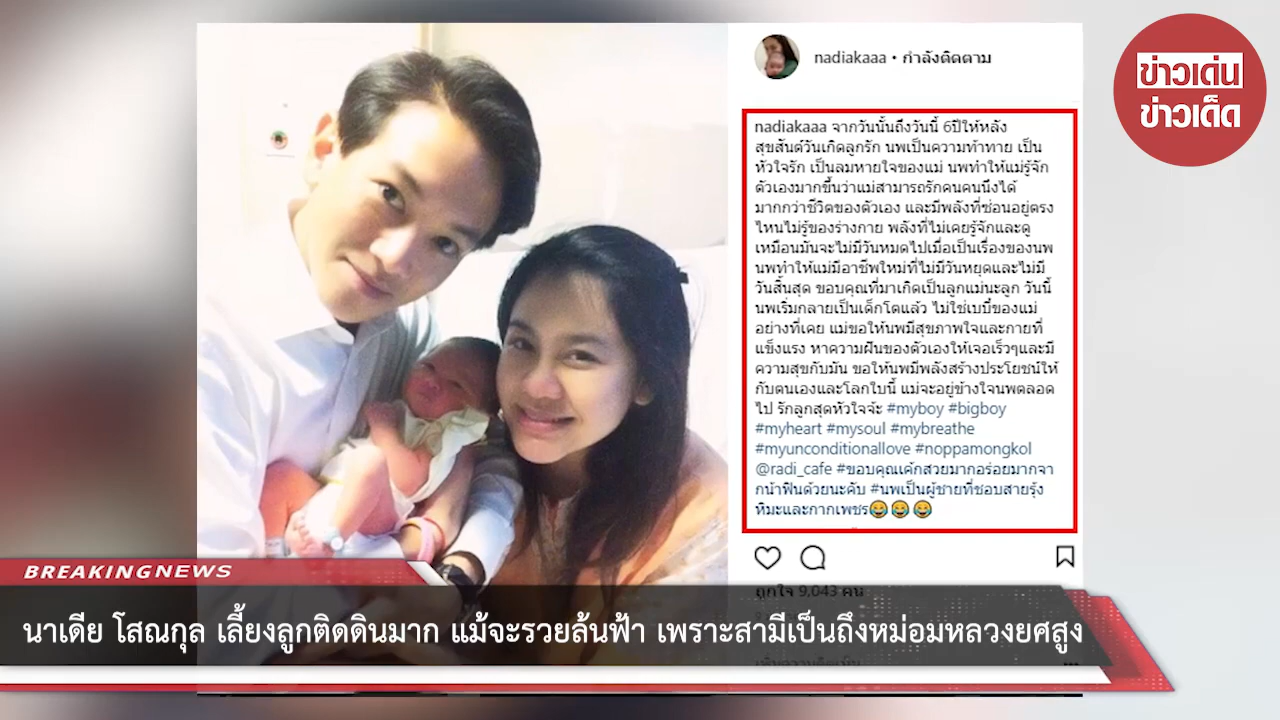 ข่าวเด่น
ข่าวเด็ด
nadiakaaa • กำลังติดตาม
nadiakaaa จากวันนั้นถึงวันนี้ 6ปีให้หลัง
สุขสันต์วันเกิดลูกรัก นพเป็นความท้าทาย เป็น
หัวใจรัก เป็นลมหายใจของแม่ นพทำให้แม่รู้จัก
ตัวเองมากขึ้นว่าแม่สามารถรักคนคนนึงได้
มากกว่าชีวิตของตัวเอง และมีพลังที่ซ่อนอยู่ตรง
ไหนไม่รู้ของร่างกาย พลังที่ไม่เคยรู้จักและดู
เหมือนมันจะไม่มีวันหมดไปเมื่อเป็นเรื่องของนพ
นพทำให้แม่มีอาชีพใหม่ที่ไม่มีวันหยุดและไม่มี
วันสิ้นสุด ขอบคุณที่มาเกิดเป็นลูกแม่นะลูก วันนี้
นพเริ่มกลายเป็นเด็กโตแล้ว ไม่ใช่เบบี๋ของแม่
อย่างที่เคย แม่ขอให้นพมีสุขภาพใจและกายที่
แข็งแรง หาความฝันของตัวเองให้เจอเร็วๆและมี
ความสุขกับมัน ขอให้นพมีพลังสร้างประโยชน์ให้
กับตนเองและโลกใบนี้ แม่จะอยู่ข้างใจนพตลอด
ไป รักลูกสุดหัวใจจ้ะ #myboy #bigboy
#myheart #mysoul #mybreathe
#myunconditionallove #noppamongkol
@radi_cafe #ขอบคุณเค้กสวยมากอร่อยมากจา
กน้าฟินด้วยนะคับ #นพเป็นผู้ชายที่ชอบสายรุ้ง
หิมะและกากเพชร😂😂😂
ถูกใจ 9,043 คน
BREAKINGNEWS
นาเดีย โสณกุล เลี้ยงลูกติดดินมาก แม้จะรวยล้นฟ้า เพราะสามีเป็นถึงหม่อมหลวงยศสูง